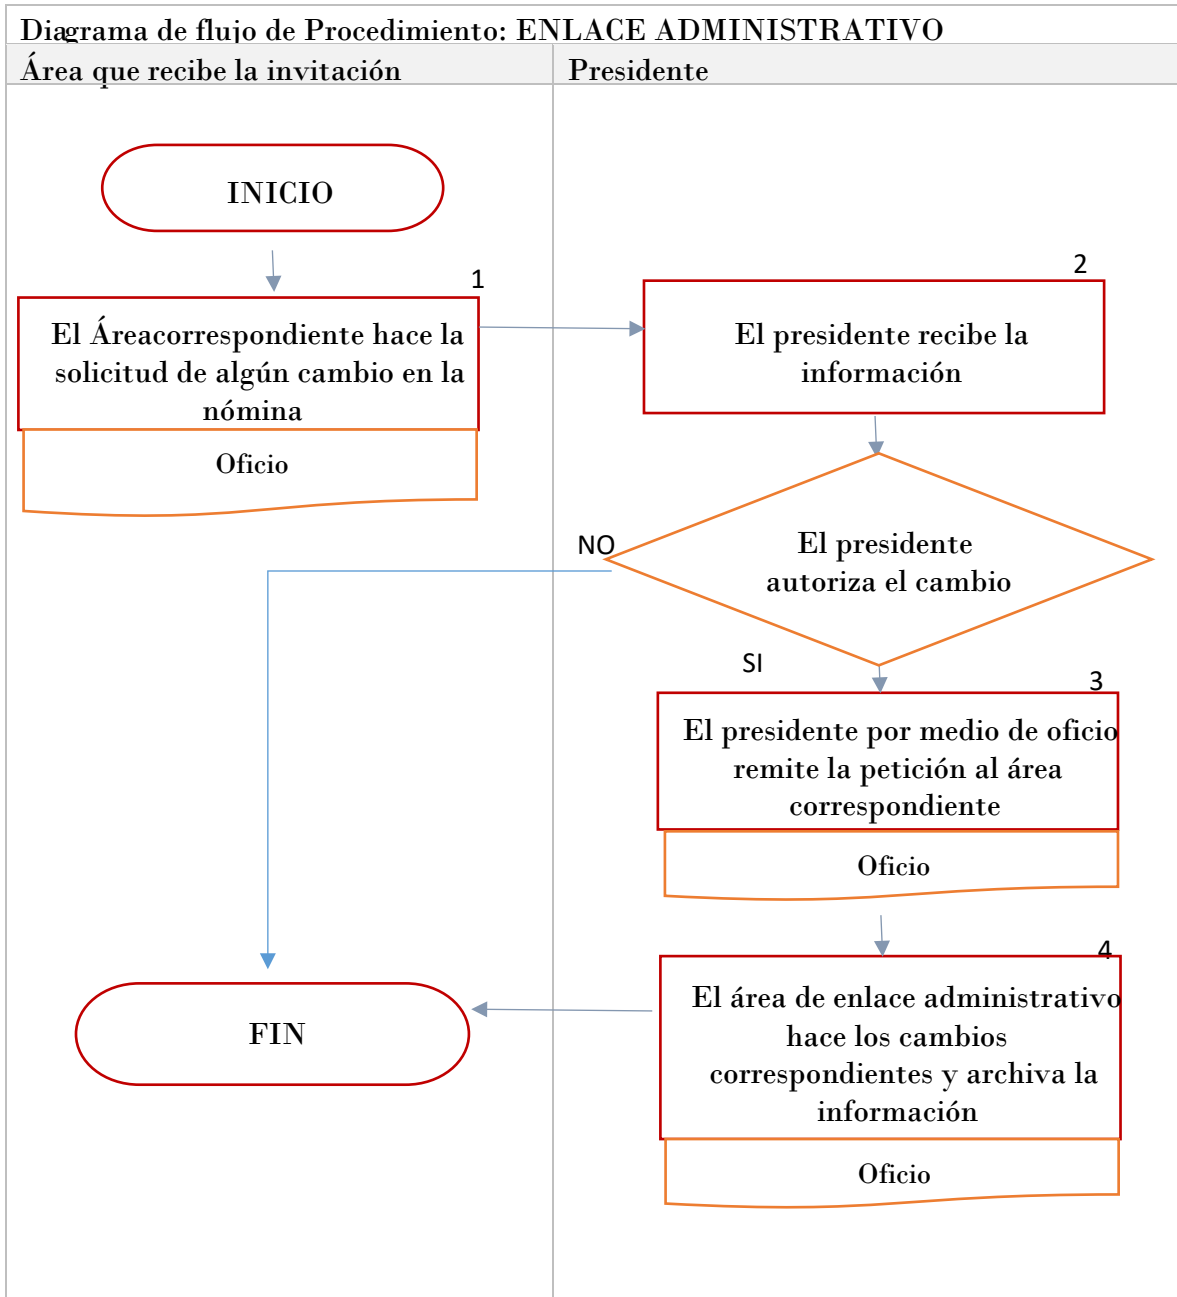 Diagrama de flujo de Procedimiento: ENLACE ADMINISTRATIVO
Área que recibe la invitación
Presidente
INICIO
1
El Áreacorrespondiente hace la
solicitud de algún cambio en la
nómina
Oficio
2
El presidente recibe la
información
NO
El presidente
autoriza el cambio
SI
3
El presidente por medio de oficio
remite la petición al área
correspondiente
Oficio
4
El área de enlace administrativo
hace los cambios
correspondientes y archiva la
información
Oficio
FIN